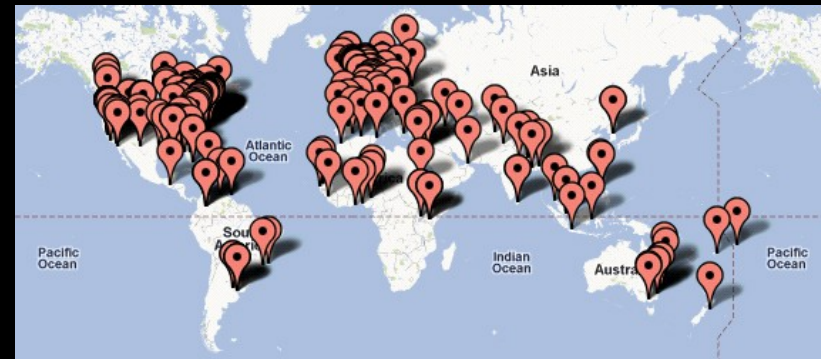 Asia
Atlantic
Ocean
Pacific
Ocean
Indian
Ocean
Pacific
Ocean